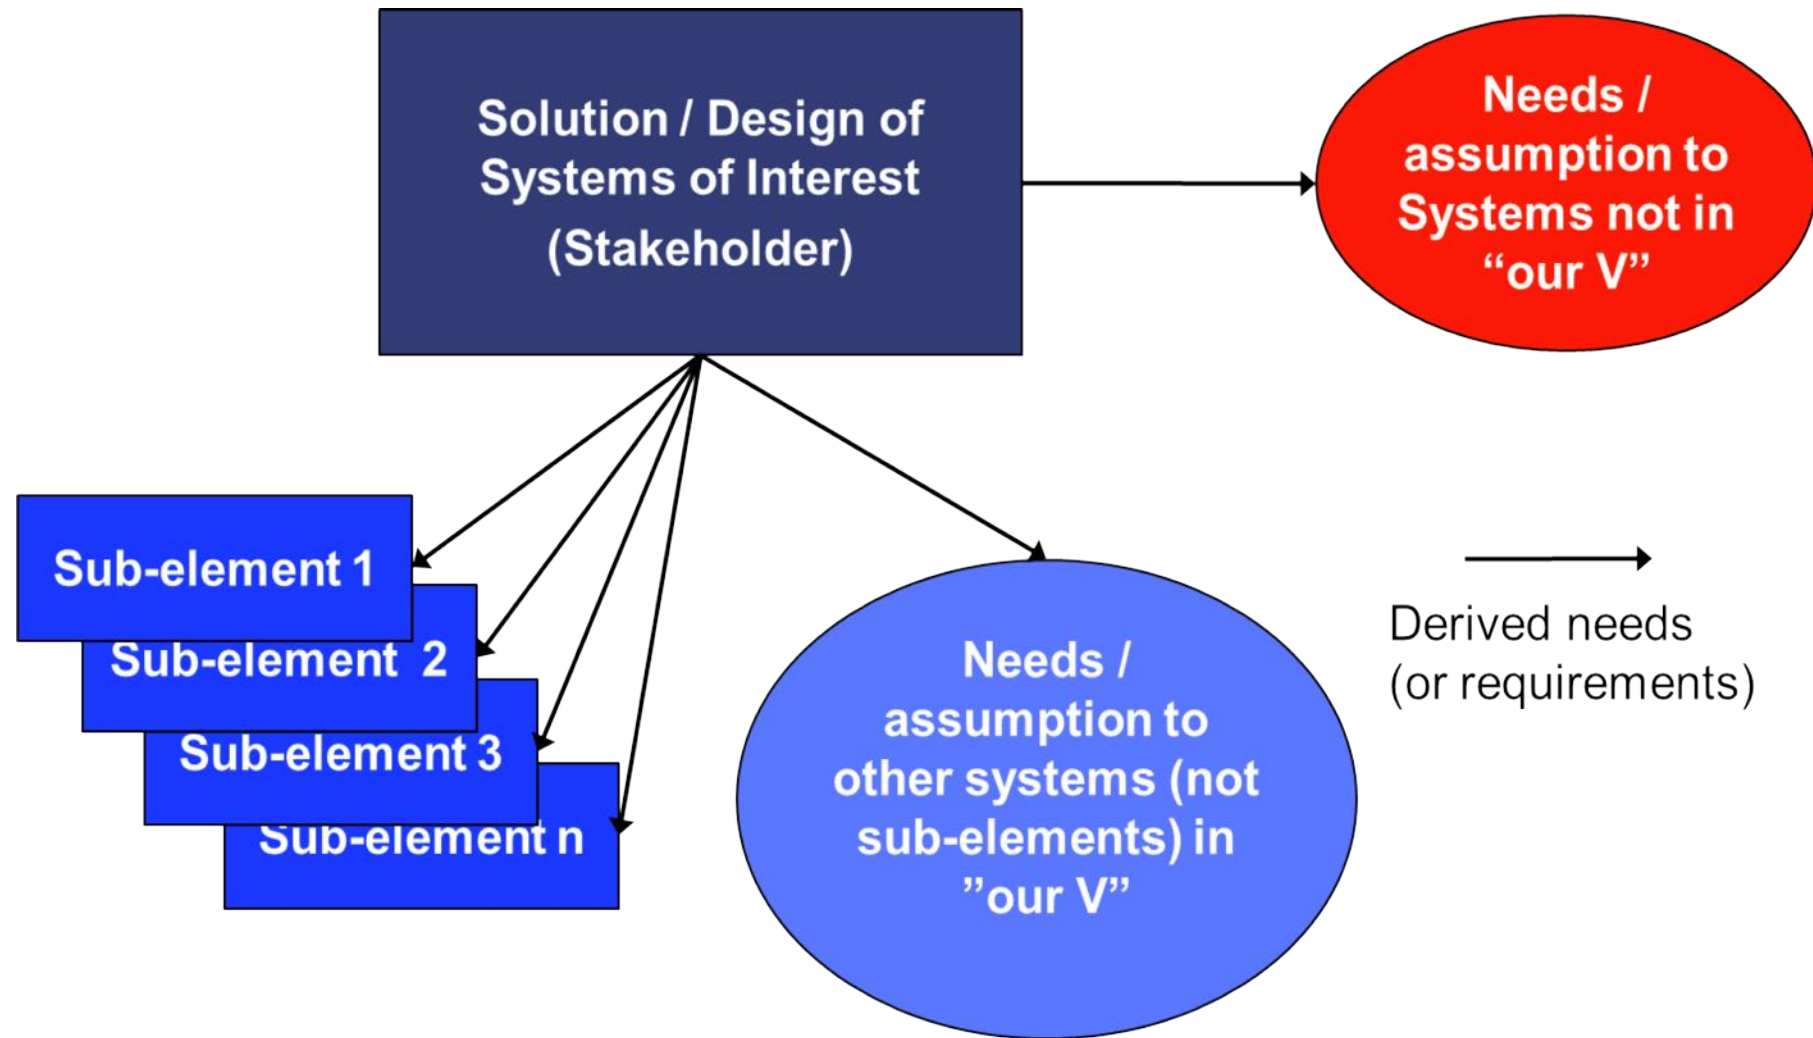 Solution / Design of
Systems of Interest
(Stakeholder)
Needs /
assumption to
Systems not in
“our V”
Sub-element 1
Sub-element 2
Sub-element 3
Sub-element n
Needs /
assumption to
other systems (not
sub-elements) in
”our V”
Derived needs
(or requirements)